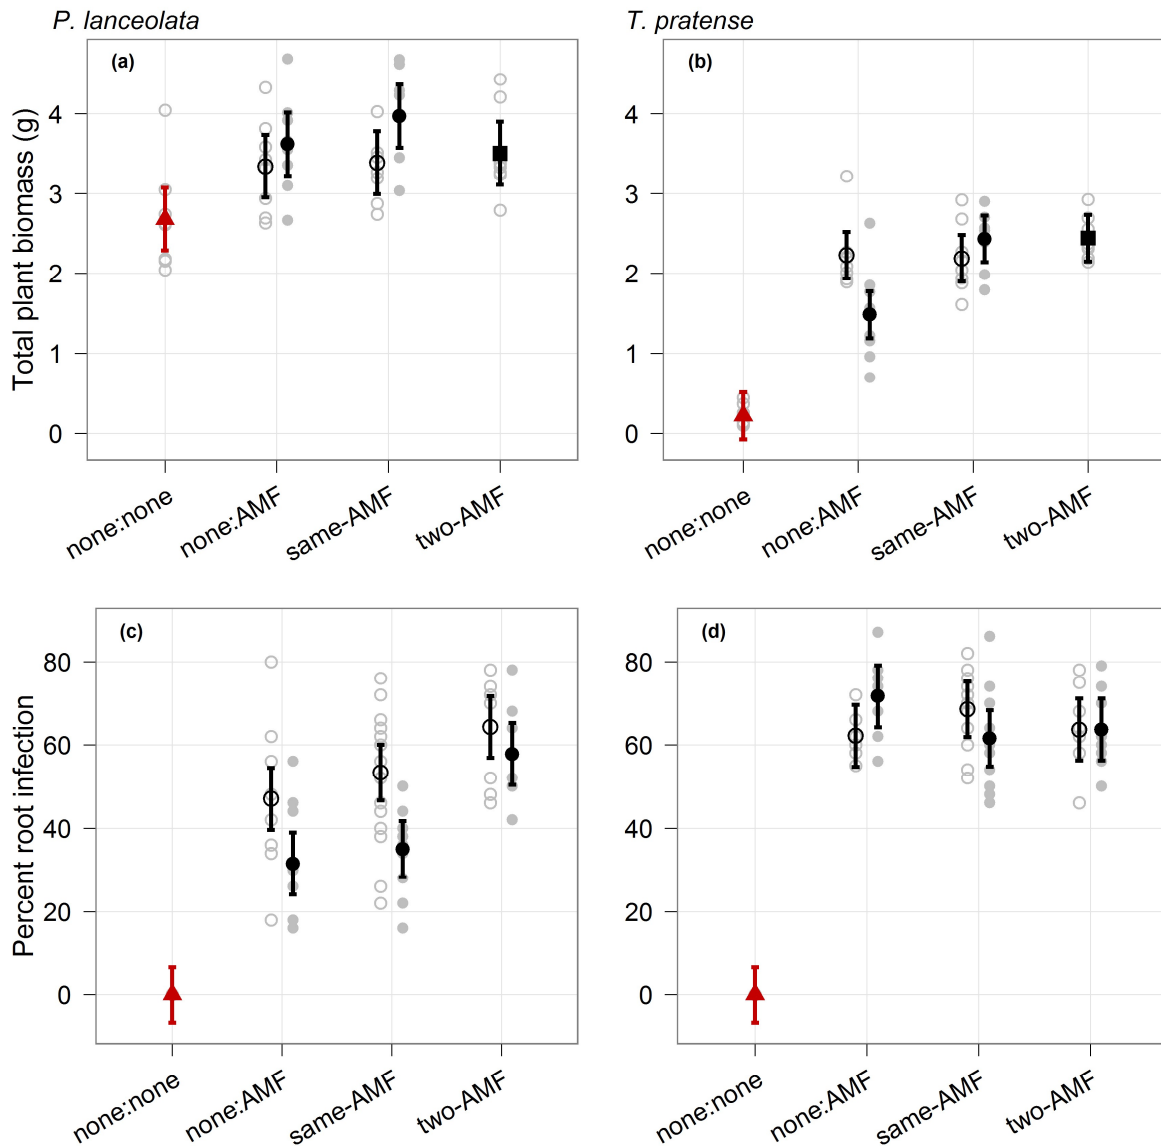 P. lanceolata
T. pratense
(a)
(b)
Total plant biomass (g)
4
3
2
1
0
4
3
2
1
0
none:none
none:AMF
same-AMF
two-AMF
none:none
none:AMF
same-AMF
two-AMF
(c)
(d)
Percent root infection
80
60
40
20
0
80
60
40
20
0
none:none
none:AMF
same-AMF
two-AMF
none:none
none:AMF
same-AMF
two-AMF